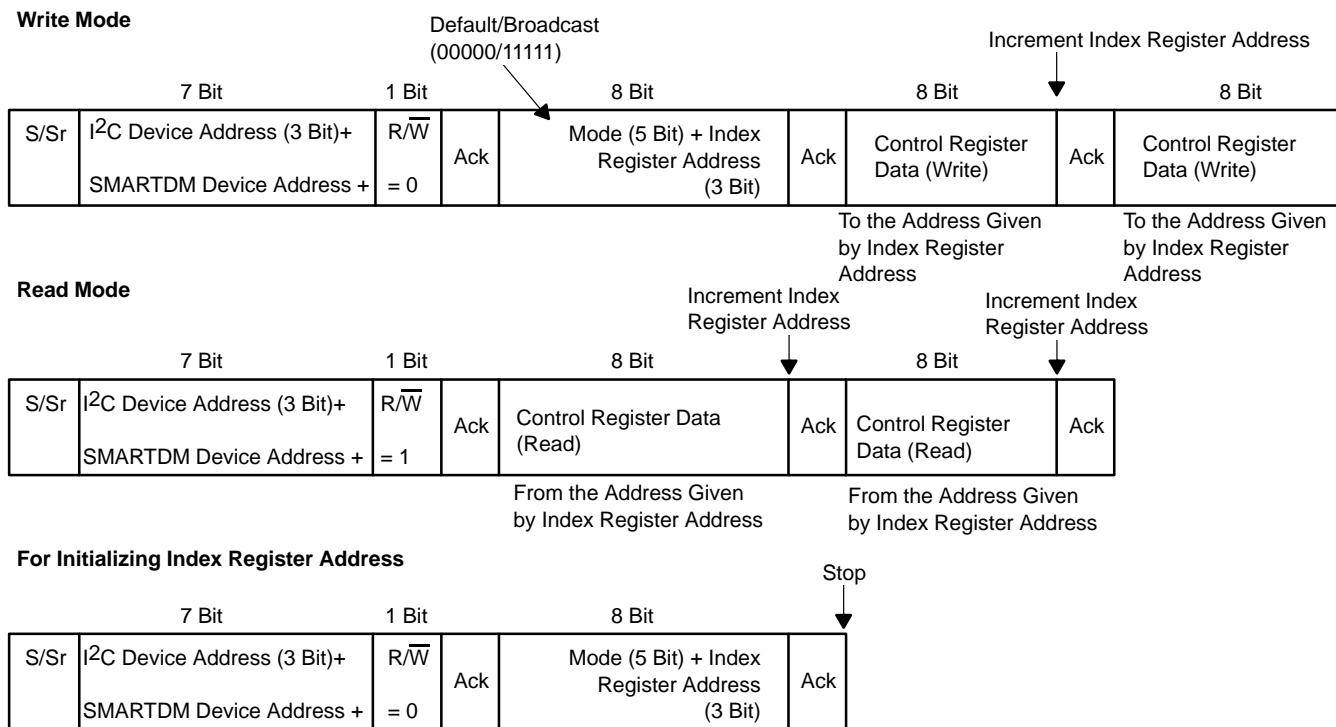 Write Mode
Default/Broadcast
(00000/11111)
Increment Index Register Address
7 Bit 1 Bit 8 Bit 8 Bit 8 Bit
S/Sr
I2C Device Address (3 Bit)+
SMARTDM Device Address +
R/W̅
= 0
Ack
Mode (5 Bit) + Index
Register Address
(3 Bit)
Ack
Control Register
Data (Write)
Ack
Control Register
Data (Write)
To the Address Given
by Index Register
Address
To the Address Given
by Index Register
Address
Read Mode
Increment Index
Register Address
Increment Index
Register Address
7 Bit 1 Bit 8 Bit 8 Bit
S/Sr
I2C Device Address (3 Bit)+
SMARTDM Device Address +
R/W̅
= 1
Ack
Control Register Data
(Read)
Ack
Control Register
Data (Read)
Ack
From the Address Given
by Index Register Address
From the Address Given
by Index Register Address
For Initializing Index Register Address
Stop
7 Bit 1 Bit 8 Bit
S/Sr
I2C Device Address (3 Bit)+
SMARTDM Device Address +
R/W̅
= 0
Ack
Mode (5 Bit) + Index
Register Address
(3 Bit)
Ack